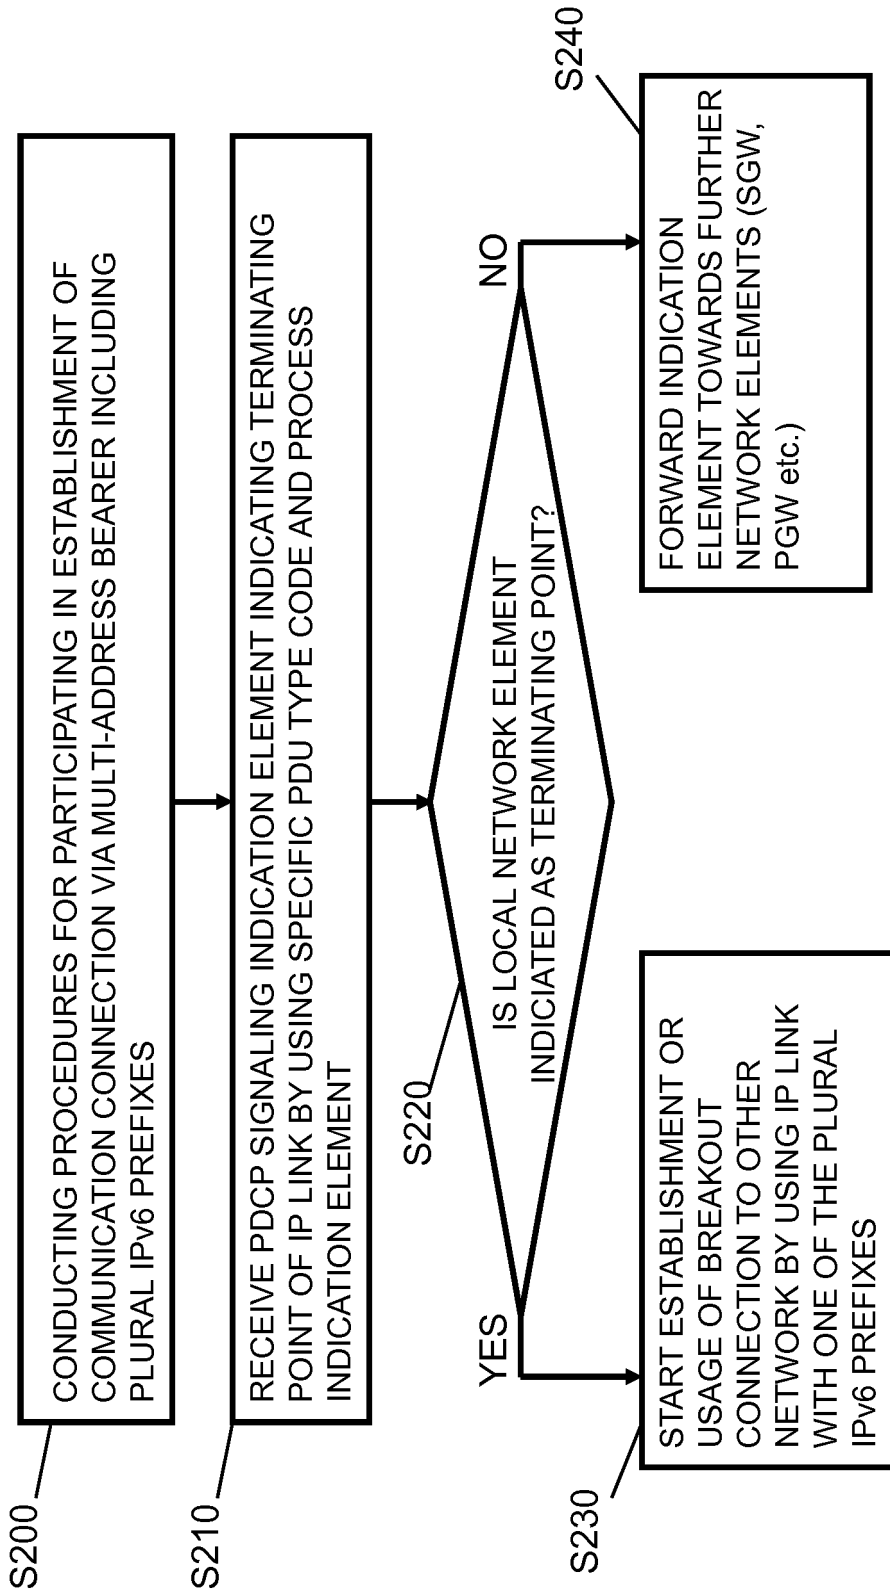 S200
CONDUCTING PROCEDURES FOR PARTICIPATING IN ESTABLISHMENT OF
COMMUNICATION CONNECTION VIA MULTI-ADDRESS BEARER INCLUDING
PLURAL IPv6 PREFIXES
S210
RECEIVE PDCP SIGNALING INDICATION ELEMENT INDICATING TERMINATING
POINT OF IP LINK BY USING SPECIFIC PDU TYPE CODE AND PROCESS
INDICATION ELEMENT
S220
IS LOCAL NETWORK ELEMENT
INDICIATED AS TERMINATING POINT?
YES
NO
S230
START ESTABLISHMENT OR
USAGE OF BREAKOUT
CONNECTION TO OTHER
NETWORK BY USING IP LINK
WITH ONE OF THE PLURAL
IPv6 PREFIXES
S240
FORWARD INDICATION
ELEMENT TOWARDS FURTHER
NETWORK ELEMENTS (SGW,
PGW etc.)